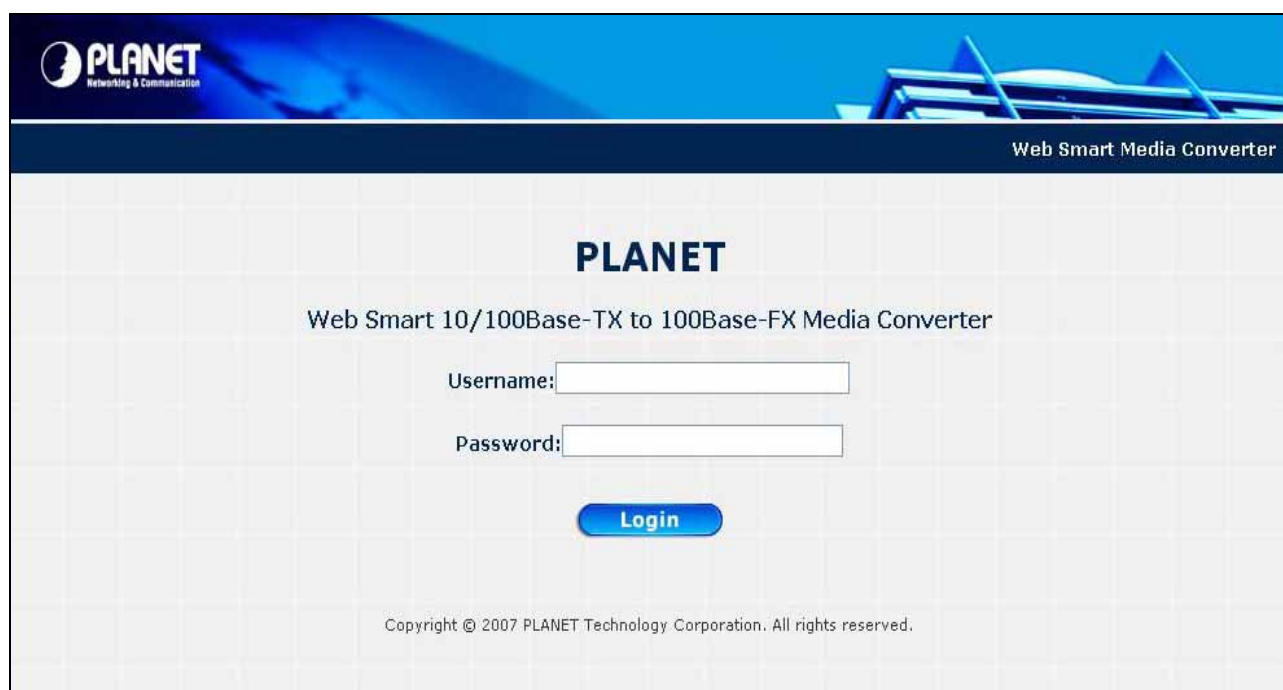 PLANET
Networking & Communication
Web Smart Media Converter
PLANET
Web Smart 10/100Base-TX to 100Base-FX Media Converter
Username:
Password:
Login
Copyright © 2007 PLANET Technology Corporation. All rights reserved.